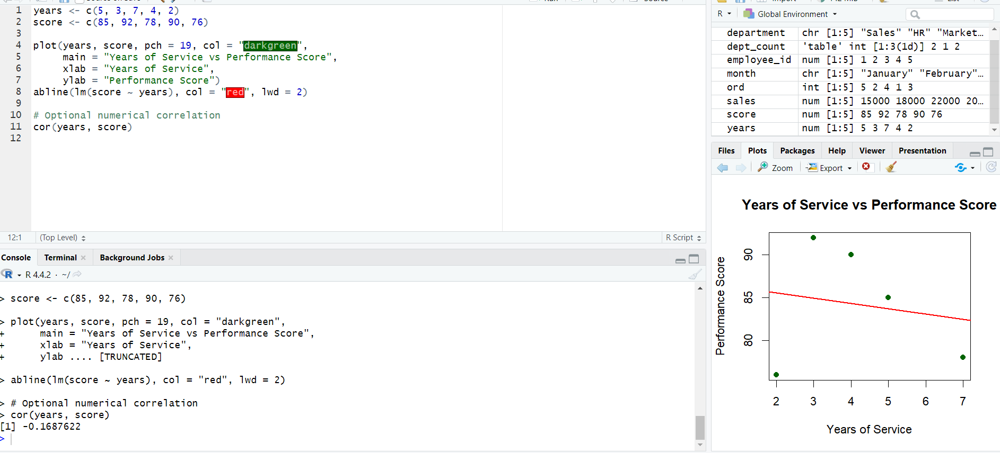 1 years <- c(5, 3, 7, 4, 2)
2 score <- c(85, 92, 78, 90, 76)
3
4 plot(years, score, pch = 19, col = "darkgreen",
5 main = "Years of Service vs Performance Score",
6 xlab = "Years of Service",
7 ylab = "Performance Score")
8 abline(lm(score ~ years), col = "red", lwd = 2)
9
10 # Optional numerical correlation
11 cor(years, score)
12
12:1 (Top Level) R Script
Console Terminal Background Jobs
R 4.4.2 · ~/
> score <- c(85, 92, 78, 90, 76)
> plot(years, score, pch = 19, col = "darkgreen",
+ main = "Years of Service vs Performance Score",
+ xlab = "Years of Service",
+ ylab .... [TRUNCATED]
> abline(lm(score ~ years), col = "red", lwd = 2)
> # Optional numerical correlation
> cor(years, score)
[1] -0.1687622
>
R Global Environment
department chr [1:5] "Sales" "HR" "Market…
dept_count 'table' int [1:3(1d)] 2 1 2
employee_id num [1:5] 1 2 3 4 5
month chr [1:5] "January" "February"…
ord int [1:5] 5 2 4 1 3
sales num [1:5] 15000 18000 22000 20…
score num [1:5] 85 92 78 90 76
years num [1:5] 5 3 7 4 2
Files Plots Packages Help Viewer Presentation
Zoom Export
Years of Service vs Performance Score
Performance Score
90
85
80
2 3 4 5 6 7
Years of Service